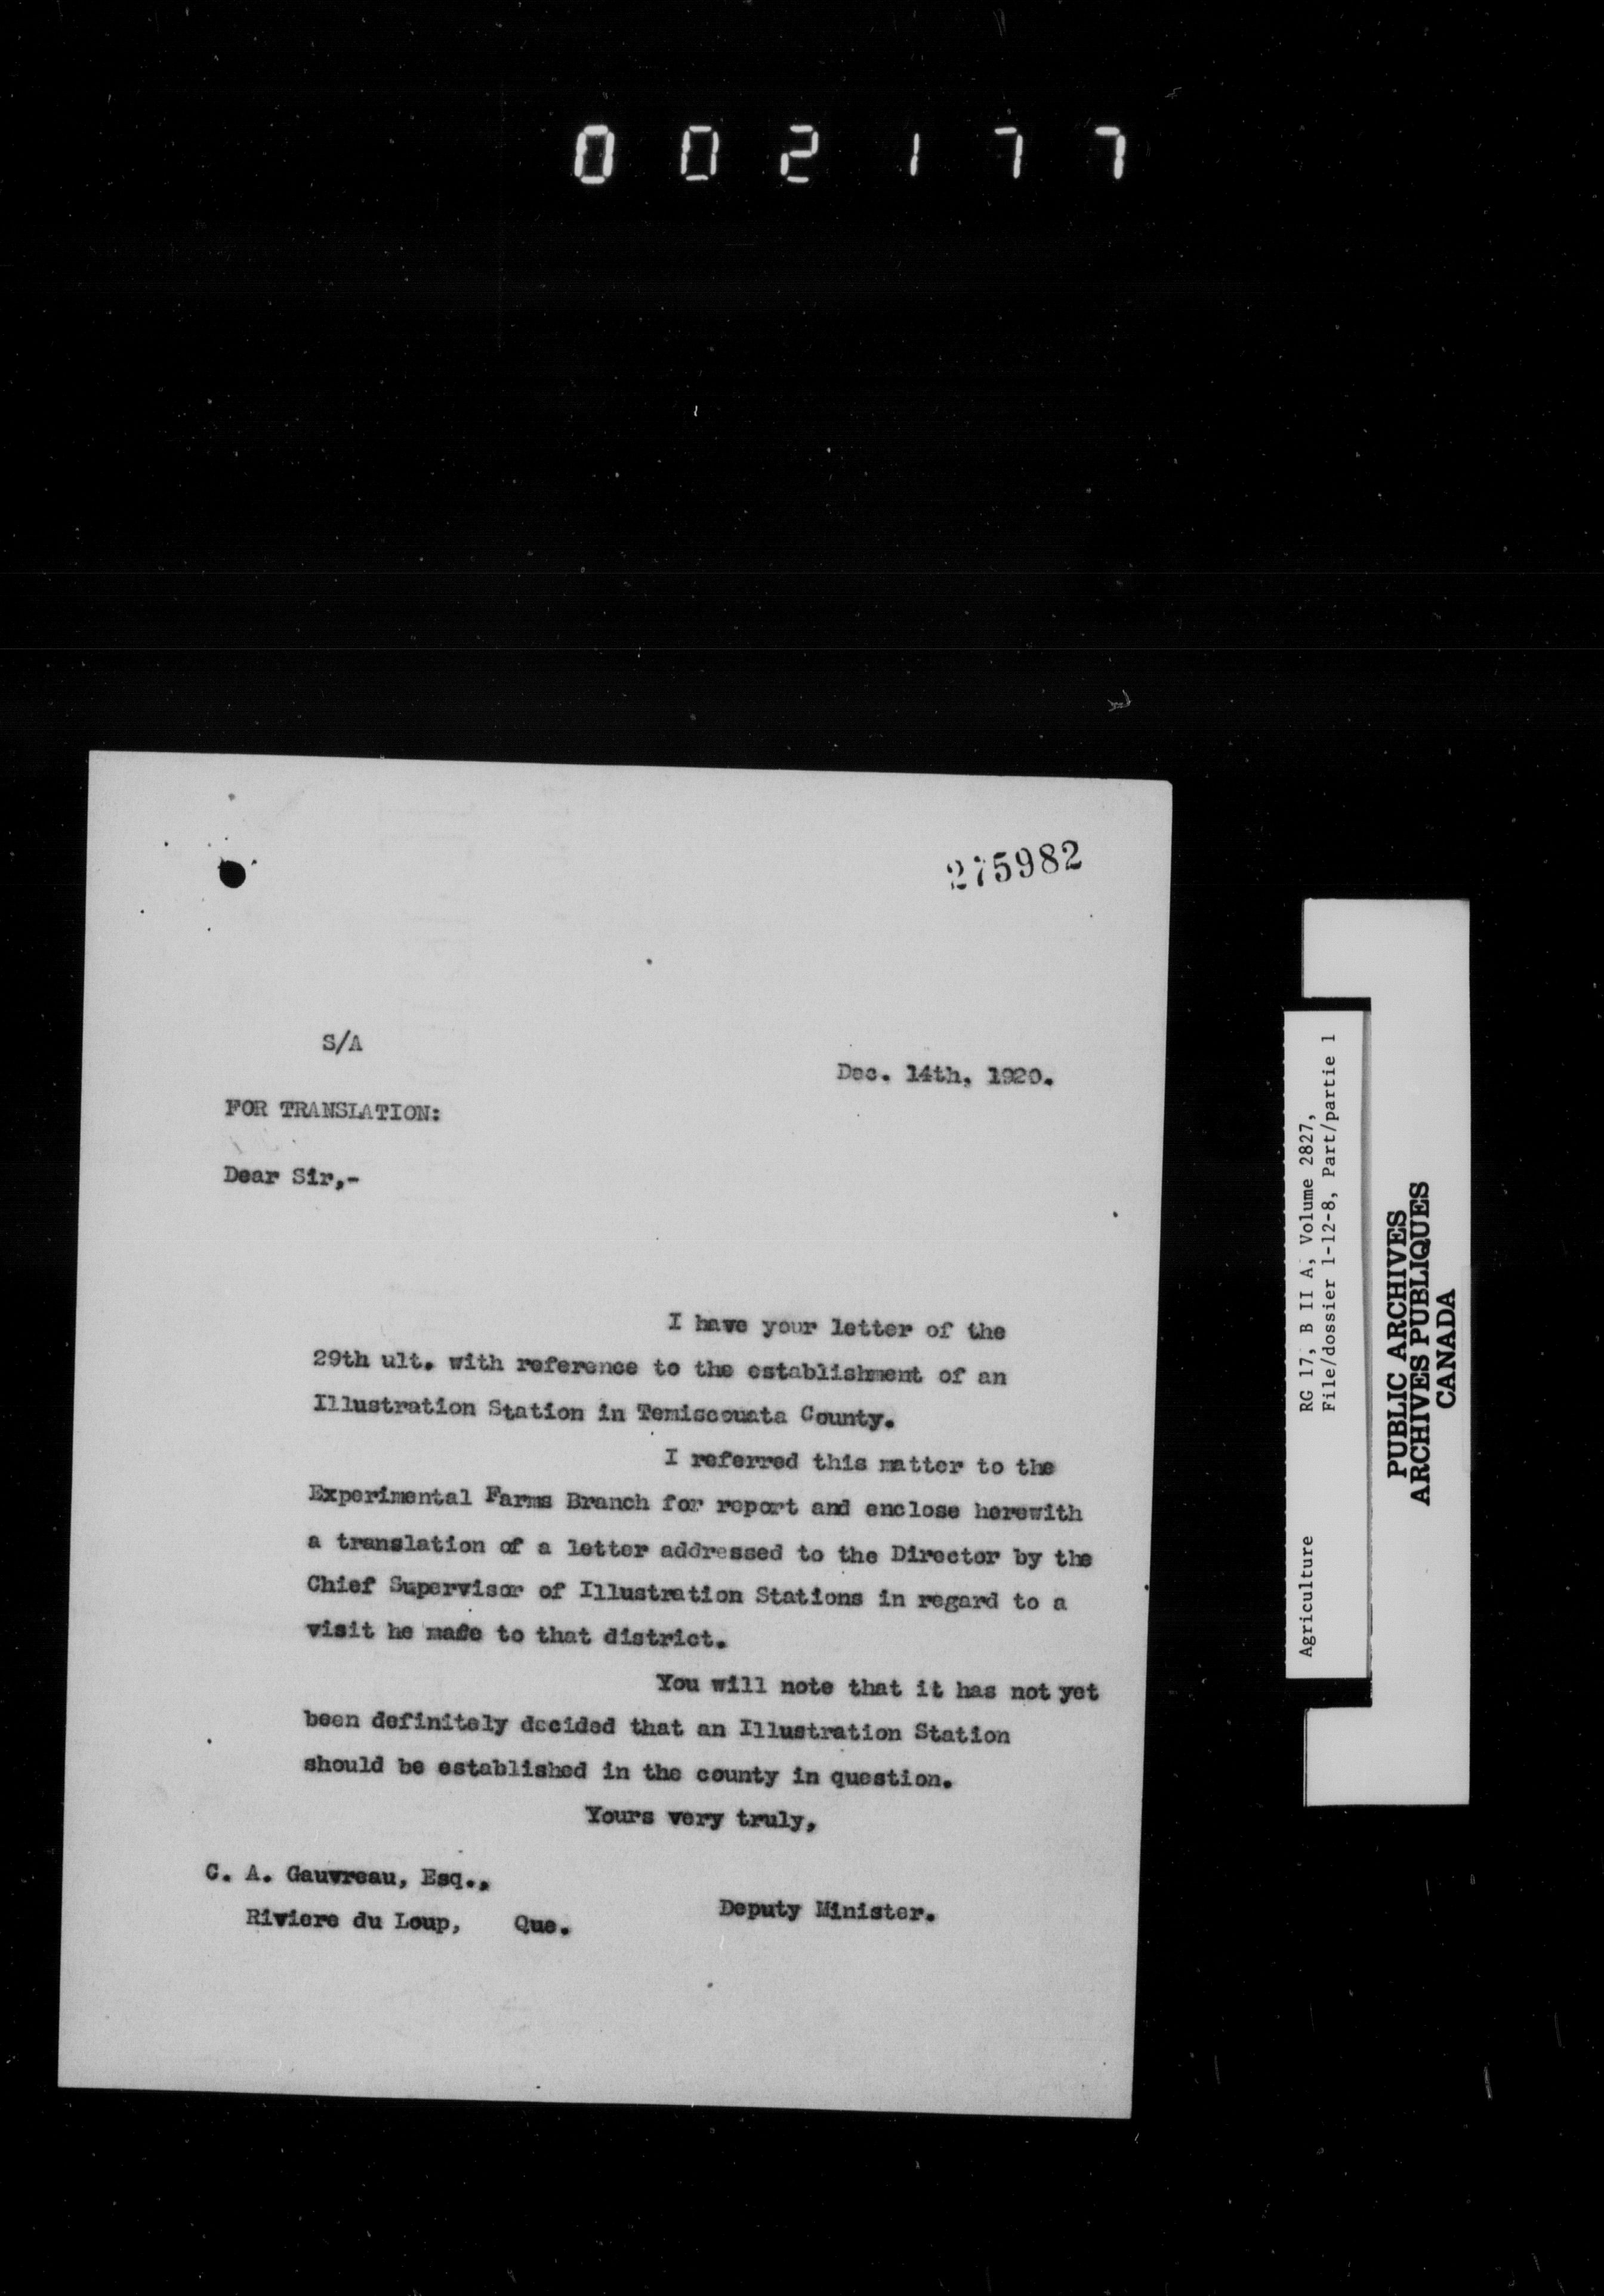 002177
275982
S/A
Dec. 14th, 1920.
FOR TRANSLATION:
Dear Sir,-
I have your letter of the
29th ult. with reference to the establishment of an
Illustration Station in Temiscouata County.
I referred this matter to the
Experimental Farms Branch for report and enclose herewith
a translation of a letter addressed to the Director by the
Chief Supervisor of Illustration Stations in regard to a
visit he made to that district.
You will note that it has not yet
been definitely decided that an Illustration Station
should be established in the county in question.
Yours very truly,
C. A. Gauvreau, Esq.,
Riviere du Loup, Que.
Deputy Minister.
Agriculture RG 17, B II A, Volume 2827,
File/dossier 1-12-8, Part/partie 1
PUBLIC ARCHIVES
ARCHIVES PUBLIQUES
CANADA